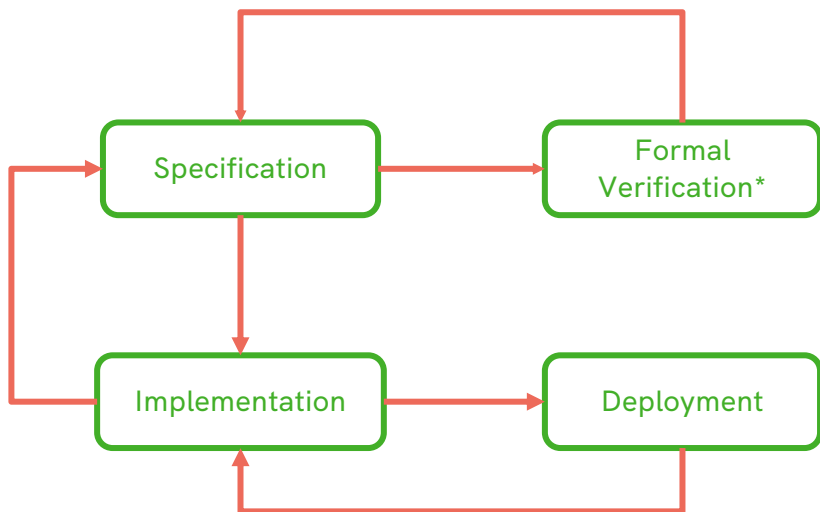 Specification
Formal
Verification*
Implementation
Deployment